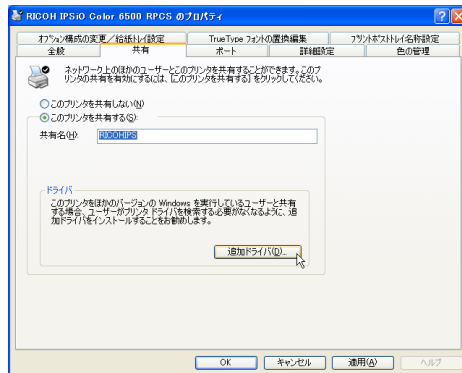 RICOH IPSiO Color 6500 RPCS のプロパティ
オプション構成の変更／給紙トレイ設定
TrueType フォントの置換編集
フロントポストトレイ名称設定
全般
共有
ポート
詳細設定
色の管理
ネットワーク上のほかのユーザーとこのプリンタを共有することができます。このプ
リンタの共有を有効にするには、[このプリンタを共有する] をクリックしてください。
このプリンタを共有しない(N)
このプリンタを共有する(S):
共有名(H):
RICOHIPS
ドライバ
このプリンタをほかのバージョンの Windows を実行しているユーザーと共有
する場合、ユーザーがプリンタ ドライバを検索する必要がなくなるように、追
加ドライバをインストールすることをお勧めします。
追加ドライバ(D)...
OK
キャンセル
適用(A)
ヘルプ